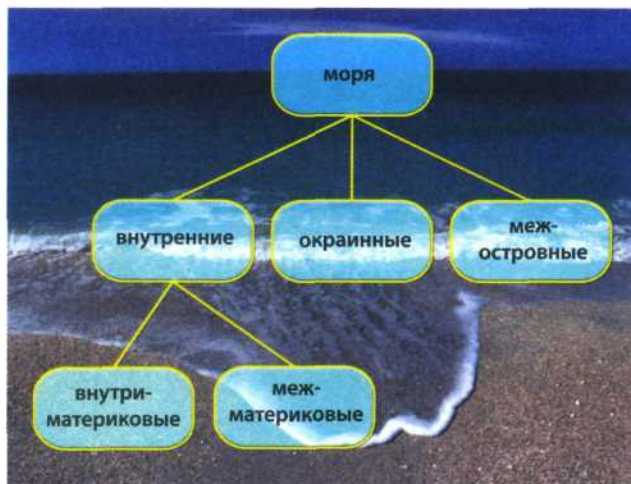 моря
внутренние
окраинные
меж-
островные
внутри-
материковые
меж-
материковые